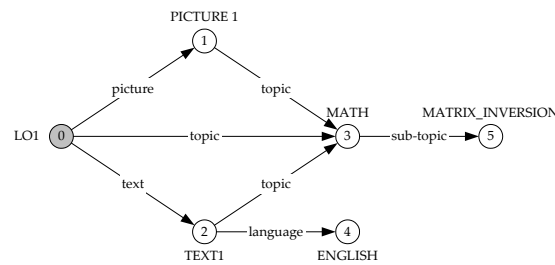 PICTURE 1
1
picture
topic
MATH
MATRIX_INVERSION
LO1
0
topic
3
sub-topic
5
text
topic
2
language
4
TEXT1
ENGLISH